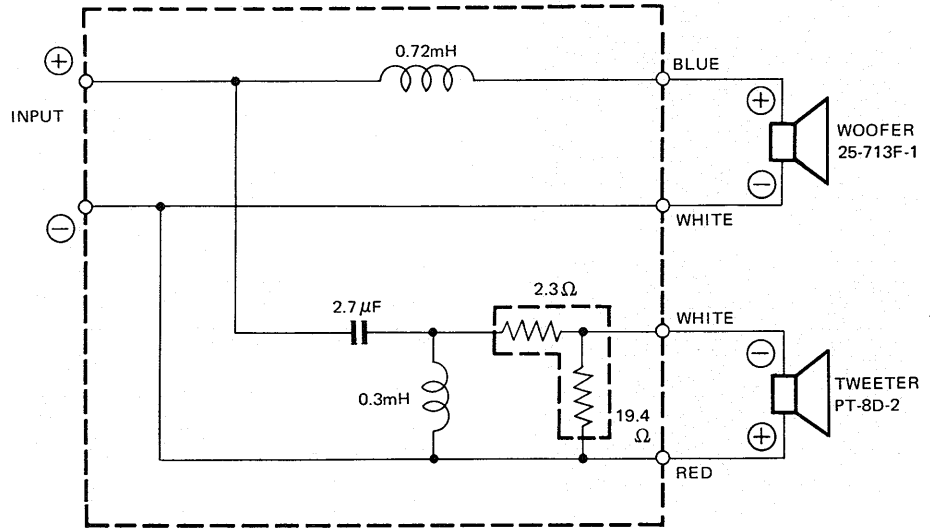 0.72mH
BLUE
⊕
INPUT
⊕
WOOFER
25-713F-1
⊖
⊖
WHITE
2.7μF
2.3Ω
WHITE
⊖
0.3mH
TWEETER
PT-8D-2
19.4
Ω
⊕
RED